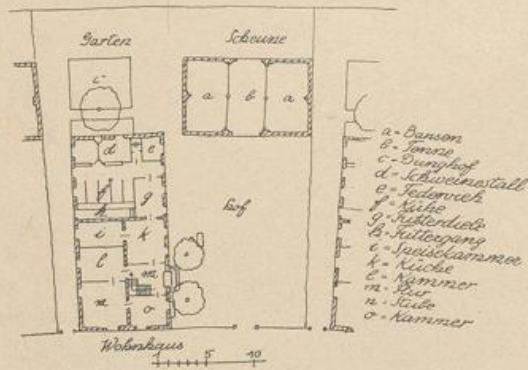 Garten
Scheune
c
a
b
a
d
e
f
g
h
Hof
i
k
l
m
n
o
a = Bansen
b = Tenne
c = Dunghof
d = Schweinestall
e = Federvieh
f = Kühe
g = Futterdiele
h = Futtergang
i = Speisekammer
k = Küche
l = Kammer
m = Flur
n = Stube
o = Kammer
Wohnhaus
1 5 10